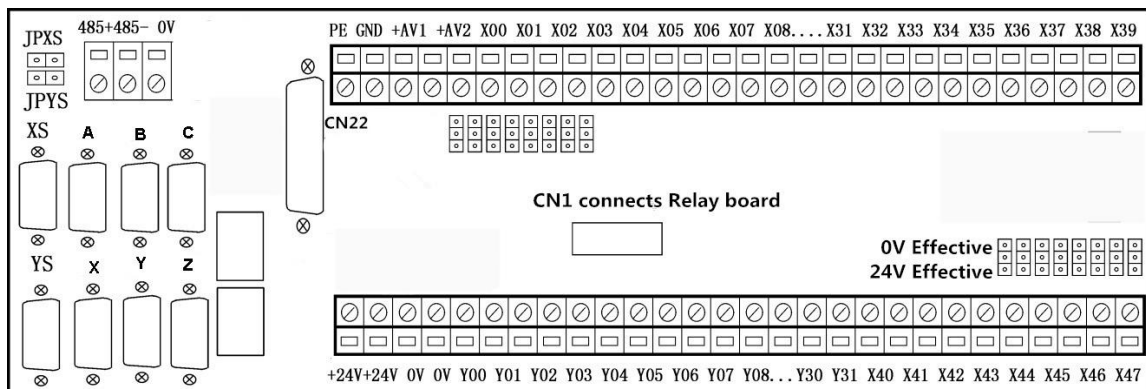 JPXS
485+485- 0V
PE GND +AV1 +AV2 X00 X01 X02 X03 X04 X05 X06 X07 X08....X31 X32 X33 X34 X35 X36 X37 X38 X39
JPYS
XS A B C
CN22
CN1 connects Relay board
0V Effective
24V Effective
YS X Y Z
+24V+24V 0V 0V Y00 Y01 Y02 Y03 Y04 Y05 Y06 Y07 Y08...Y30 Y31 X40 X41 X42 X43 X44 X45 X46 X47